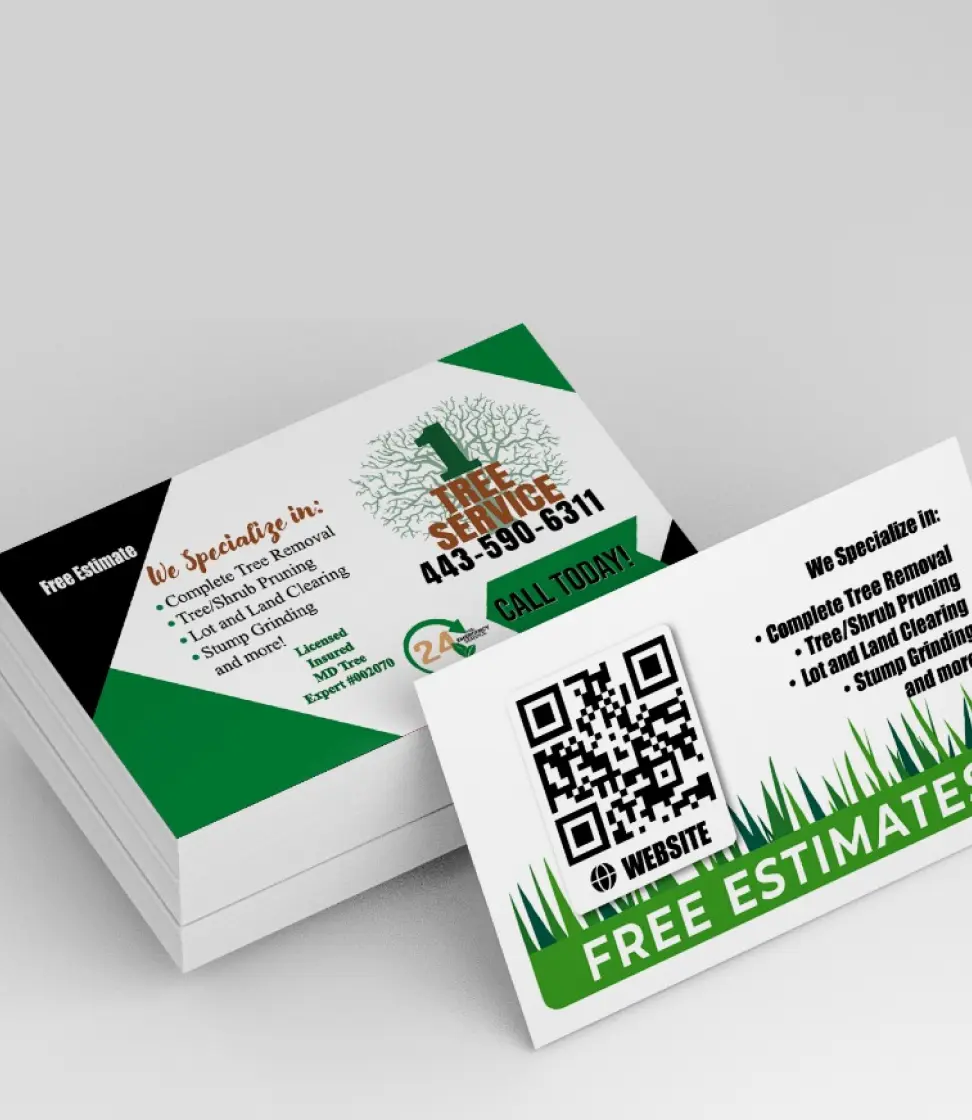 Free Estimate
We Specialize in:
• Complete Tree Removal
• Tree/Shrub Pruning
• Lot and Land Clearing
• Stump Grinding
and more!
Licensed
Insured
MD Tree
Expert #002070
1
TREE
SERVICE
443-590-6311
CALL TODAY!
24
EMERGENCY
SERVICE
We Specialize in:
• Complete Tree Removal
• Tree/Shrub Pruning
• Lot and Land Clearing
• Stump Grinding
and more
WEBSITE
FREE ESTIMATES